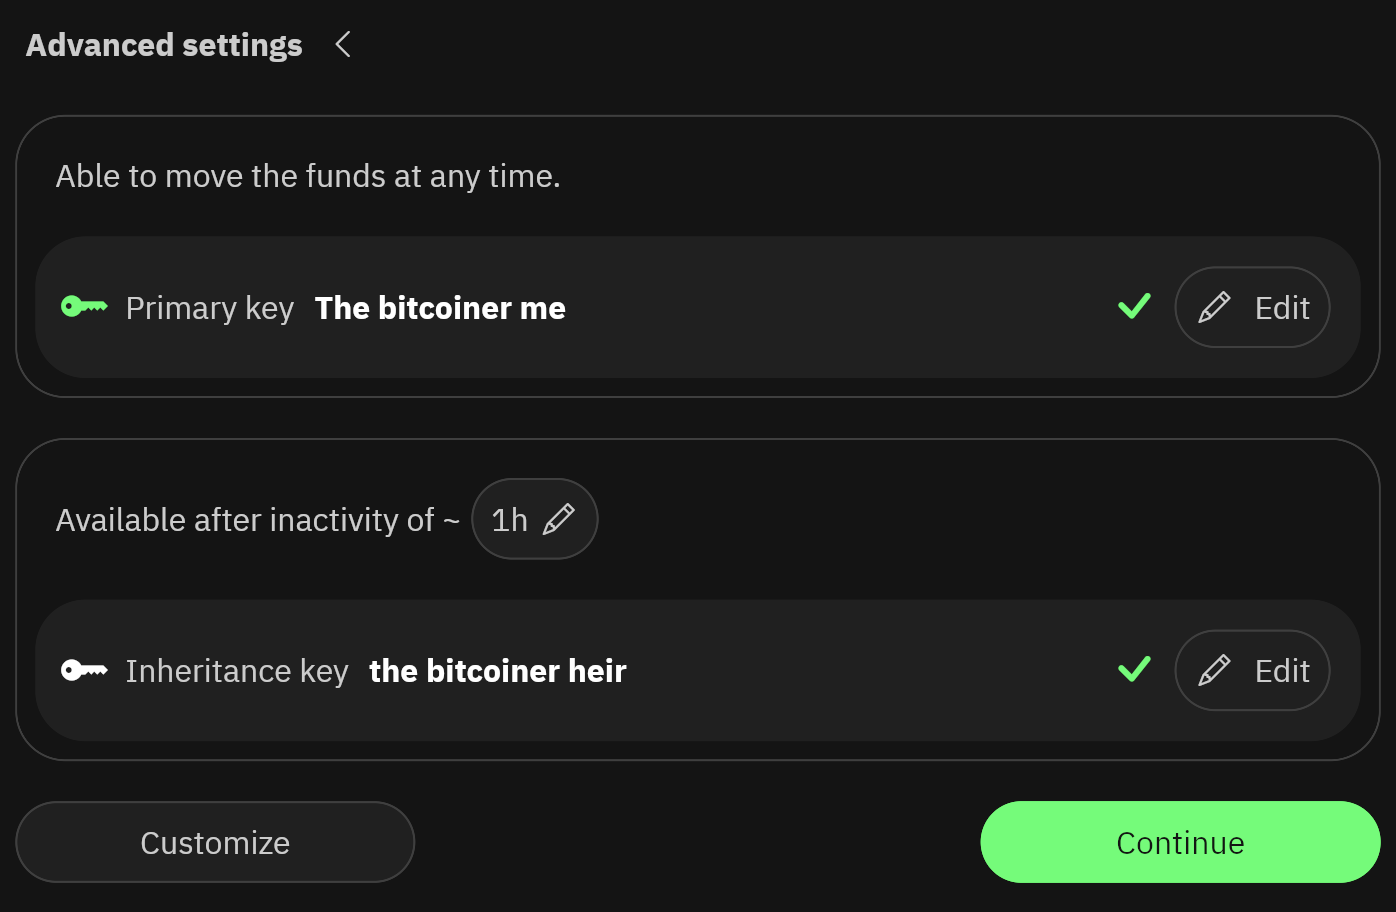 Advanced settings
Able to move the funds at any time.
Primary key The bitcoiner me Edit
Available after inactivity of ~ 1h
Inheritance key the bitcoiner heir Edit
Customize Continue